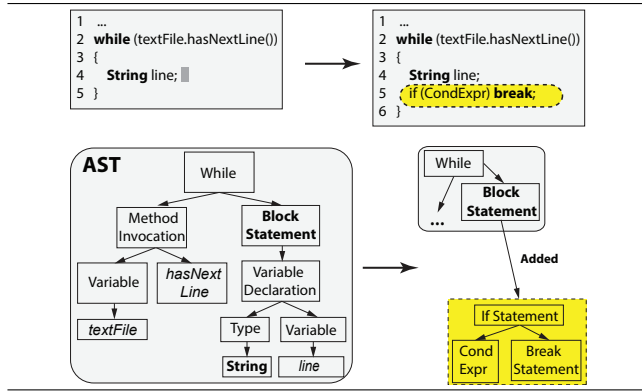 1 ...
2 while (textFile.hasNextLine())
3 {
4 String line;
5 }
1 ...
2 while (textFile.hasNextLine())
3 {
4 String line;
5 if (CondExpr) break;
6 }
AST
While
Method
Invocation
Block
Statement
Variable
hasNext
Line
Variable
Declaration
textFile
Type
Variable
String
line
While
...
Block
Statement
Added
If Statement
Cond
Expr
Break
Statement